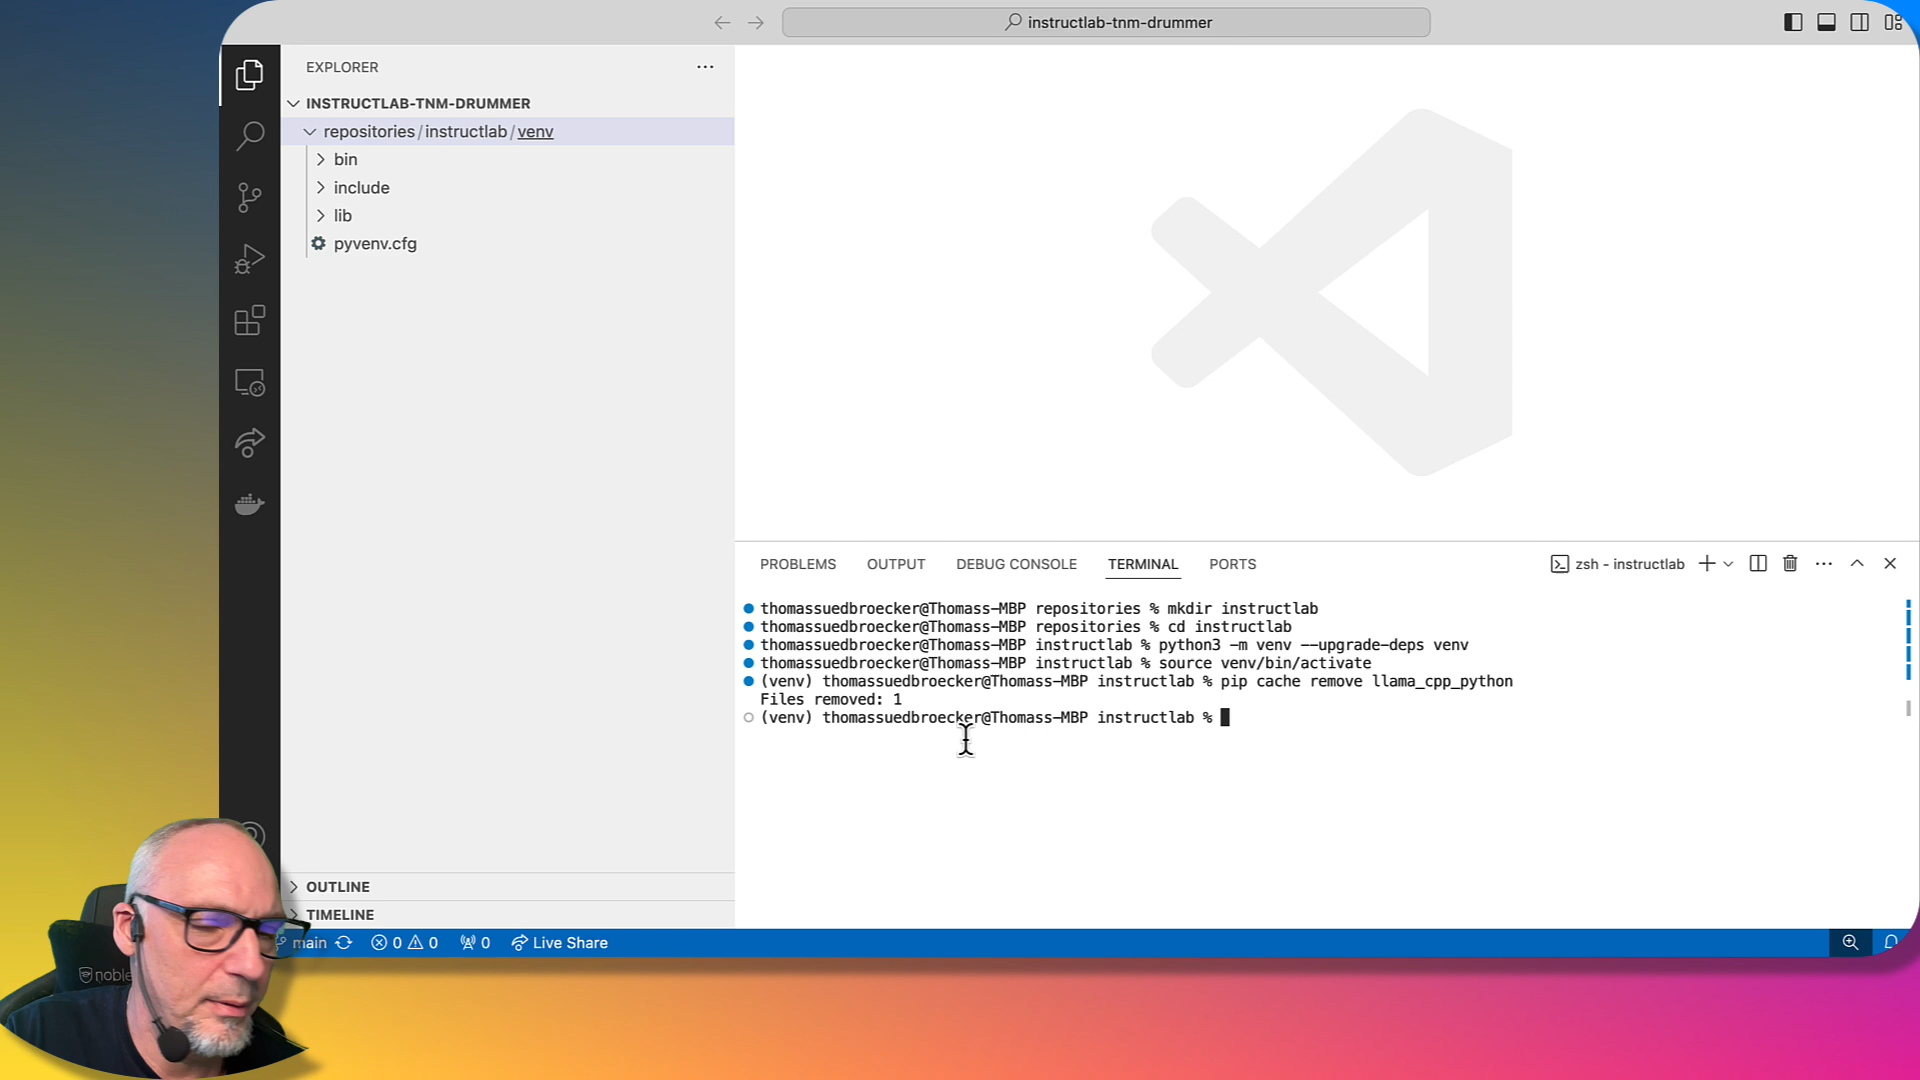 instructlab-tnm-drummer
EXPLORER
INSTRUCTLAB-TNM-DRUMMER
repositories/instructlab/venv
bin
include
lib
pyvenv.cfg
PROBLEMS OUTPUT DEBUG CONSOLE TERMINAL PORTS
zsh - instructlab
thomassuedbroecker@Thomass-MBP repositories % mkdir instructlab
thomassuedbroecker@Thomass-MBP repositories % cd instructlab
thomassuedbroecker@Thomass-MBP instructlab % python3 -m venv --upgrade-deps venv
thomassuedbroecker@Thomass-MBP instructlab % source venv/bin/activate
(venv) thomassuedbroecker@Thomass-MBP instructlab % pip cache remove llama_cpp_python
Files removed: 1
(venv) thomassuedbroecker@Thomass-MBP instructlab %
OUTLINE
TIMELINE
main 0 0 0 Live Share
noble